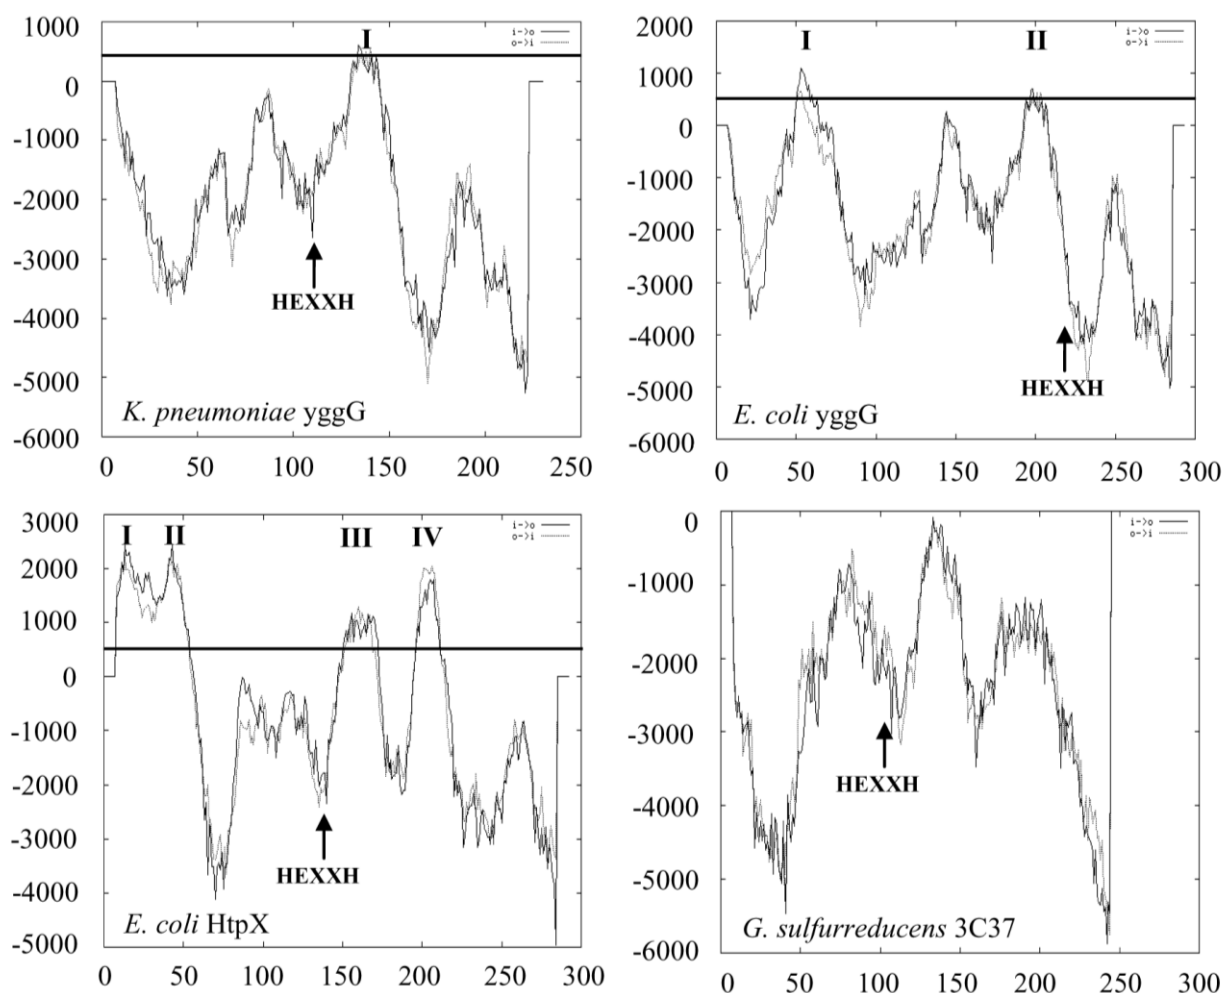 1000
0
-1000
-2000
-3000
-4000
-5000
-6000
I
i->o
o->i
HEXXH
K. pneumoniae yggG
0 50 100 150 200 250
2000
1000
0
-1000
-2000
-3000
-4000
-5000
-6000
I II
i->o
o->i
HEXXH
E. coli yggG
0 50 100 150 200 250 300
3000
2000
1000
0
-1000
-2000
-3000
-4000
-5000
I II III IV
i->o
o->i
HEXXH
E. coli HtpX
0 50 100 150 200 250 300
0
-1000
-2000
-3000
-4000
-5000
-6000
i->o
o->i
HEXXH
G. sulfurreducens 3C37
0 50 100 150 200 250 300